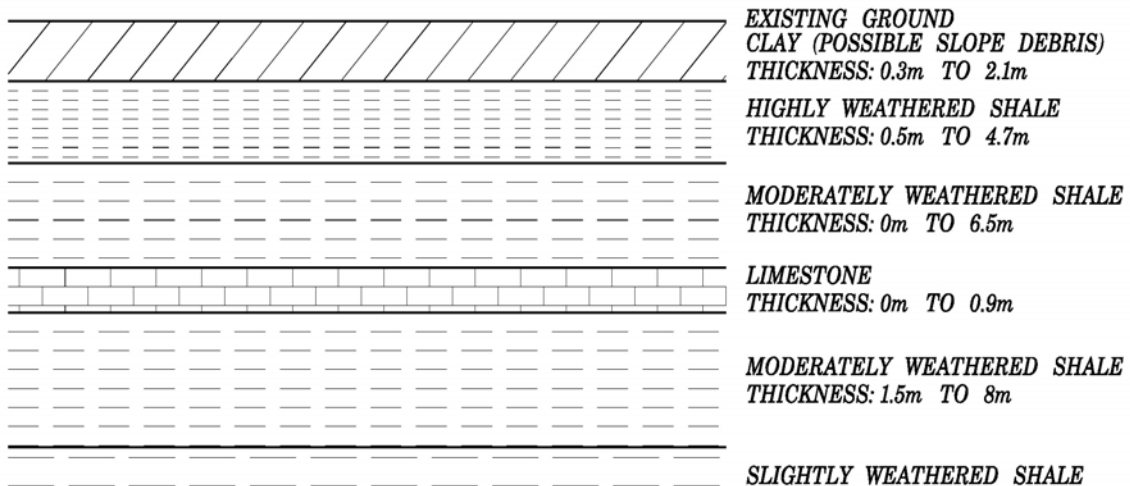 EXISTING GROUND
CLAY (POSSIBLE SLOPE DEBRIS)
THICKNESS: 0.3m TO 2.1m
HIGHLY WEATHERED SHALE
THICKNESS: 0.5m TO 4.7m
MODERATELY WEATHERED SHALE
THICKNESS: 0m TO 6.5m
LIMESTONE
THICKNESS: 0m TO 0.9m
MODERATELY WEATHERED SHALE
THICKNESS: 1.5m TO 8m
SLIGHTLY WEATHERED SHALE